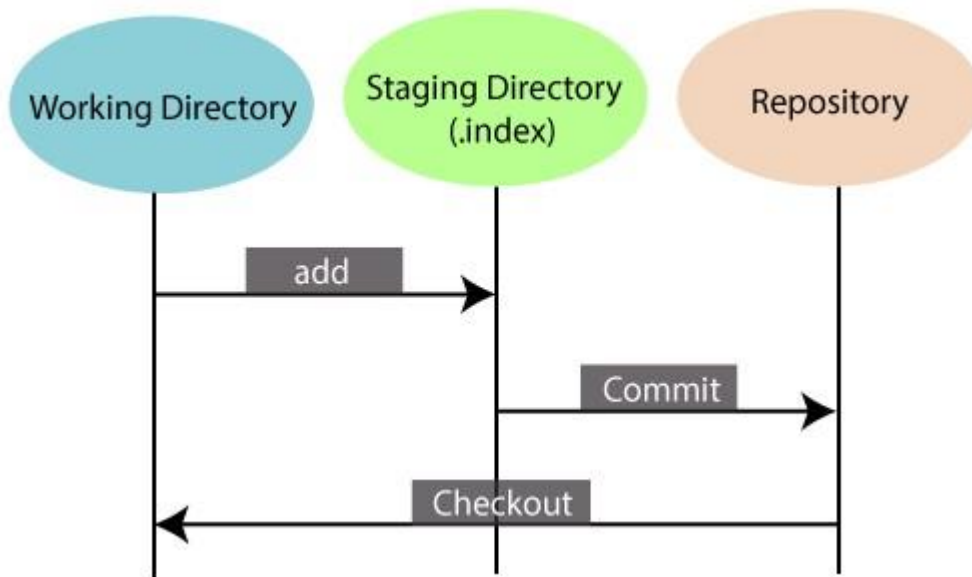 Working Directory
Staging Directory
(.index)
Repository
add
Commit
Checkout